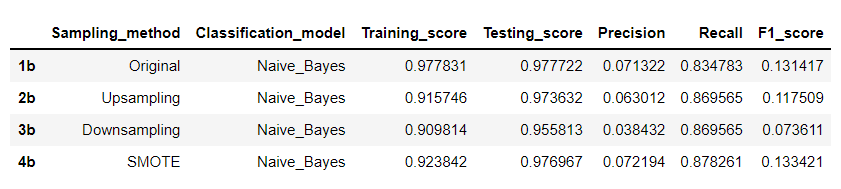 Sampling_method Classification_model Training_score Testing_score Precision Recall F1_score
1b Original Naive_Bayes 0.977831 0.977722 0.071322 0.834783 0.131417
2b Upsampling Naive_Bayes 0.915746 0.973632 0.063012 0.869565 0.117509
3b Downsampling Naive_Bayes 0.909814 0.955813 0.038432 0.869565 0.073611
4b SMOTE Naive_Bayes 0.923842 0.976967 0.072194 0.878261 0.133421